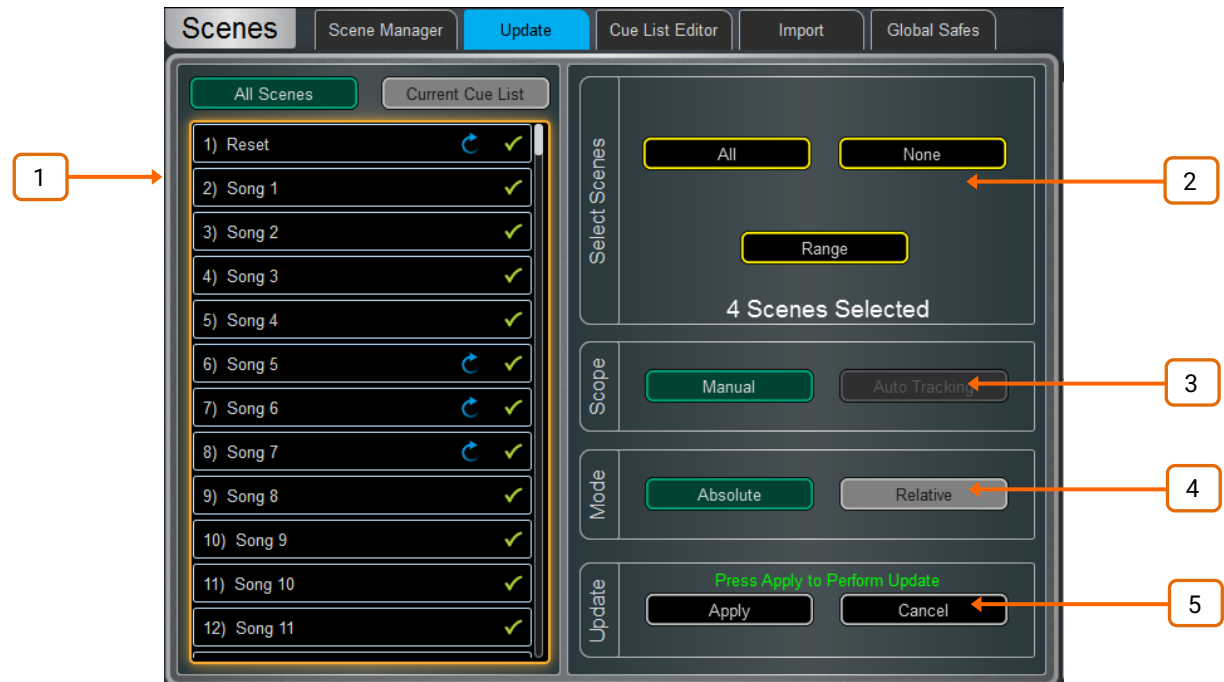 Scenes
Scene Manager
Update
Cue List Editor
Import
Global Safes
All Scenes
Current Cue List
1) Reset
2) Song 1
3) Song 2
4) Song 3
5) Song 4
6) Song 5
7) Song 6
8) Song 7
9) Song 8
10) Song 9
11) Song 10
12) Song 11
Select Scenes
All
None
Range
4 Scenes Selected
Scope
Manual
Auto Tracking
Mode
Absolute
Relative
Update
Press Apply to Perform Update
Apply
Cancel
1
2
3
4
5